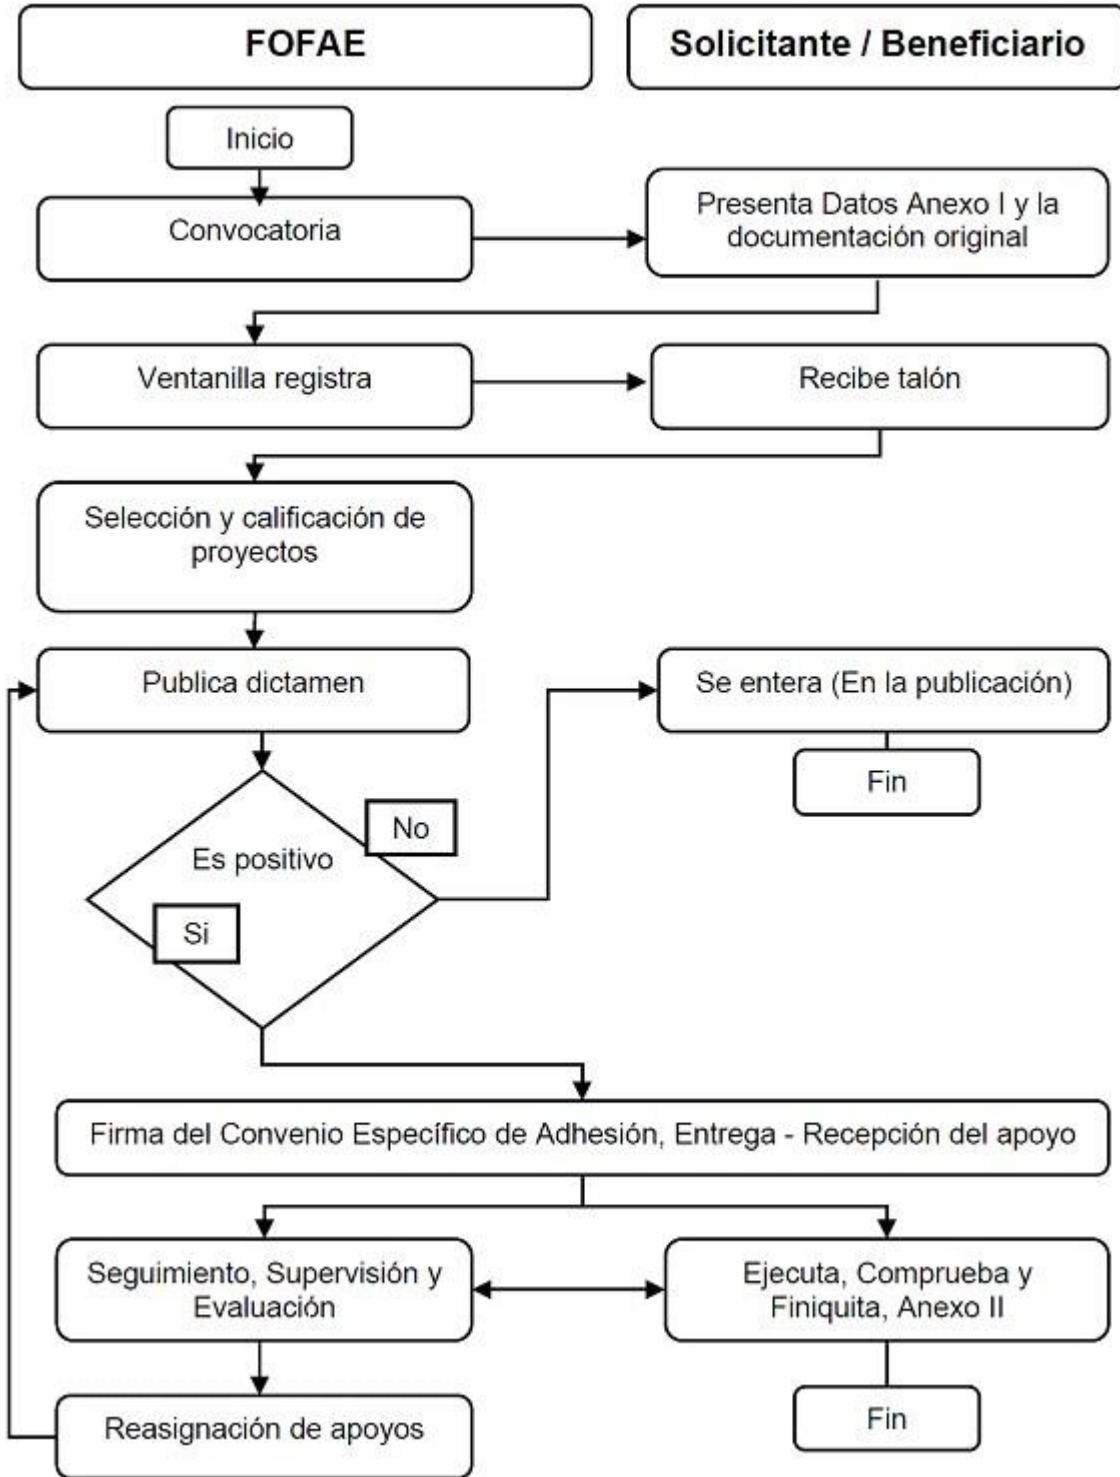 FOFAE
Solicitante / Beneficiario
Inicio
Convocatoria
Presenta Datos Anexo I y la
documentación original
Ventanilla registra
Recibe talón
Selección y calificación de
proyectos
Publica dictamen
Se entera (En la publicación)
Fin
No
Es positivo
Si
Firma del Convenio Específico de Adhesión, Entrega - Recepción del apoyo
Seguimiento, Supervisión y
Evaluación
Ejecuta, Comprueba y
Finiquita, Anexo II
Reasignación de apoyos
Fin